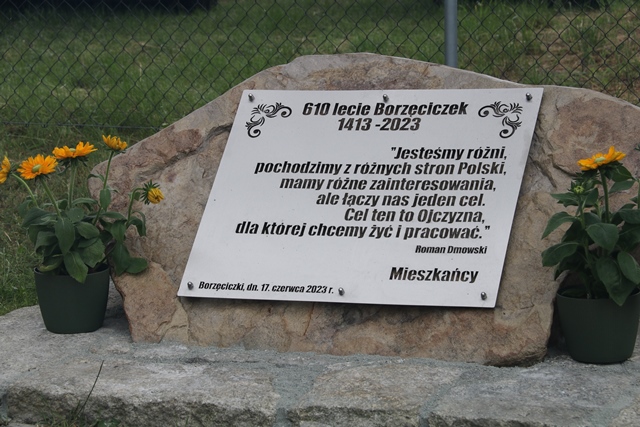 610 lecie Borzęciczek
1413 -2023
"Jesteśmy różni,
pochodzimy z różnych stron Polski,
mamy różne zainteresowania,
ale łączy nas jeden cel.
Cel ten to Ojczyzna,
dla której chcemy żyć i pracować."
Roman Dmowski
Mieszkańcy
Borzęciczki, dn. 17, czerwca 2023 r.